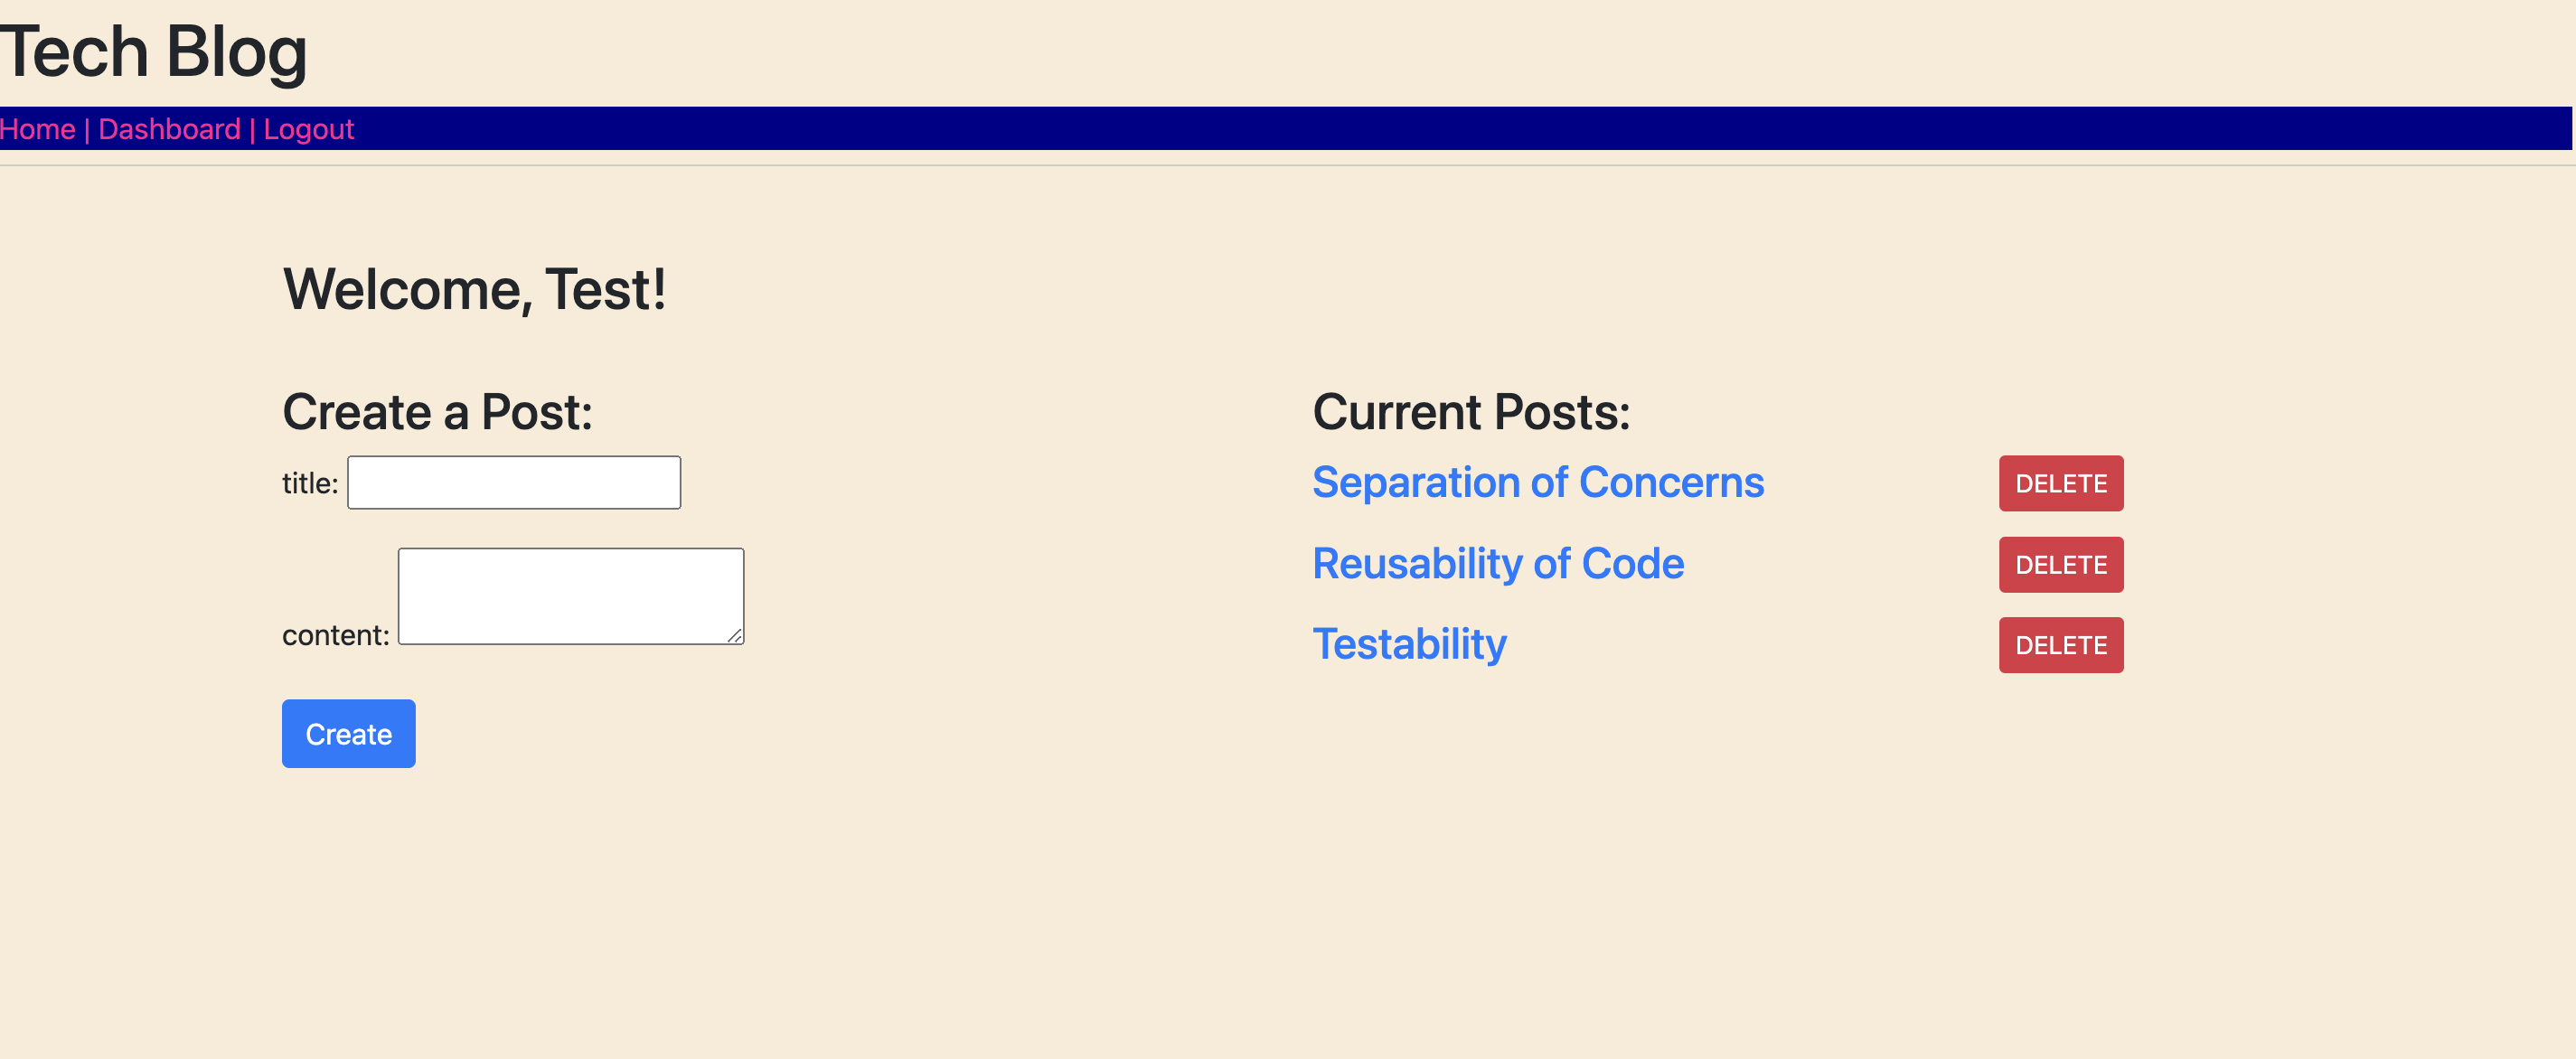 Tech Blog
Home | Dashboard | Logout
Welcome, Test!
Create a Post:
title:
content:
Create
Current Posts:
Separation of Concerns DELETE
Reusability of Code DELETE
Testability DELETE